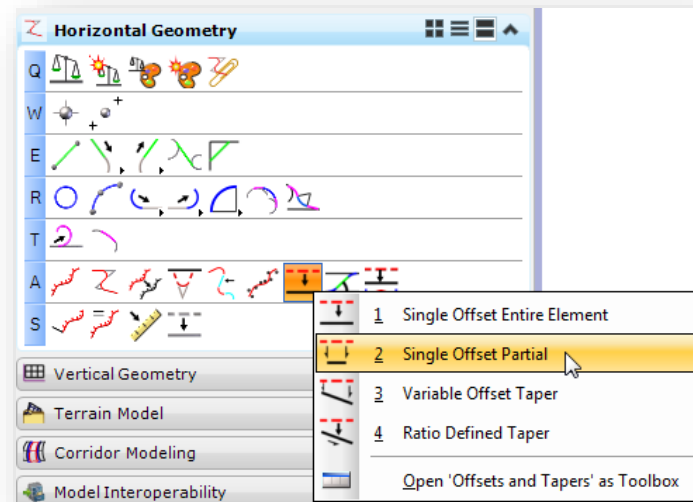 Horizontal Geometry
Q
W
E
R
T
A
S
1 Single Offset Entire Element
2 Single Offset Partial
3 Variable Offset Taper
4 Ratio Defined Taper
Open 'Offsets and Tapers' as Toolbox
Vertical Geometry
Terrain Model
Corridor Modeling
Model Interoperability